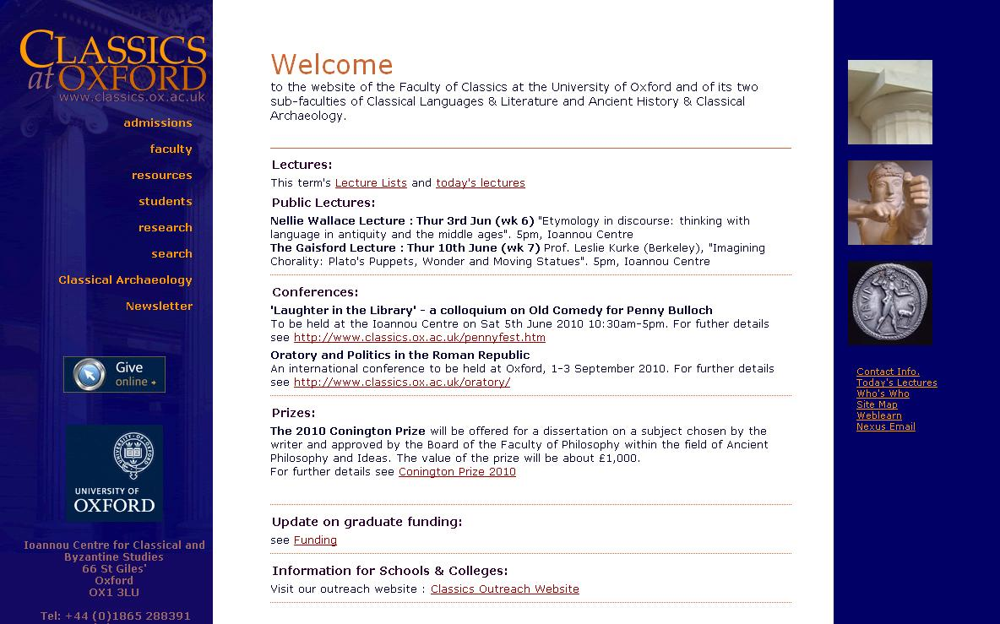 CLASSICS
at OXFORD
www.classics.ox.ac.uk
admissions
faculty
resources
students
research
search
Classical Archaeology
Newsletter
Give
online
UNIVERSITY OF
OXFORD
Ioannou Centre for Classical and
Byzantine Studies
66 St Giles'
Oxford
OX1 3LU
Tel: +44 (0)1865 288391
Welcome
to the website of the Faculty of Classics at the University of Oxford and of its two
sub-faculties of Classical Languages & Literature and Ancient History & Classical
Archaeology.
Lectures:
This term's Lecture Lists and today's lectures
Public Lectures:
Nellie Wallace Lecture : Thur 3rd Jun (wk 6) "Etymology in discourse: thinking with
language in antiquity and the middle ages". 5pm, Ioannou Centre
The Gaisford Lecture : Thur 10th June (wk 7) Prof. Leslie Kurke (Berkeley), "Imagining
Chorality: Plato's Puppets, Wonder and Moving Statues". 5pm, Ioannou Centre
Conferences:
'Laughter in the Library' - a colloquium on Old Comedy for Penny Bulloch
To be held at the Ioannou Centre on Sat 5th June 2010 10:30am-5pm. For futher details
see http://www.classics.ox.ac.uk/pennyfest.htm
Oratory and Politics in the Roman Republic
An international conference to be held at Oxford, 1-3 September 2010. For further details
see http://www.classics.ox.ac.uk/oratory/
Prizes:
The 2010 Conington Prize will be offered for a dissertation on a subject chosen by the
writer and approved by the Board of the Faculty of Philosophy within the field of Ancient
Philosophy and Ideas. The value of the prize will be about £1,000.
For further details see Conington Prize 2010
Update on graduate funding:
see Funding
Information for Schools & Colleges:
Visit our outreach website : Classics Outreach Website
Contact Info.
Today's Lectures
Who's Who
Site Map
Weblearn
Nexus Email